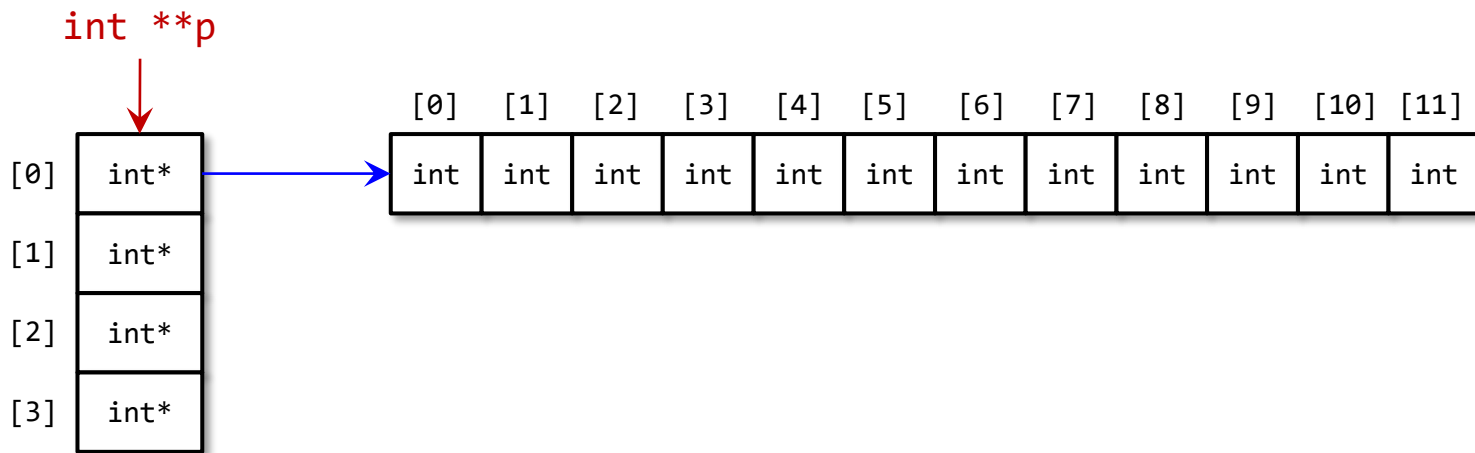 int **p
[0] [1] [2] [3] [4] [5] [6] [7] [8] [9] [10] [11]
[0] int* int int int int int int int int int int int int
[1] int*
[2] int*
[3] int*